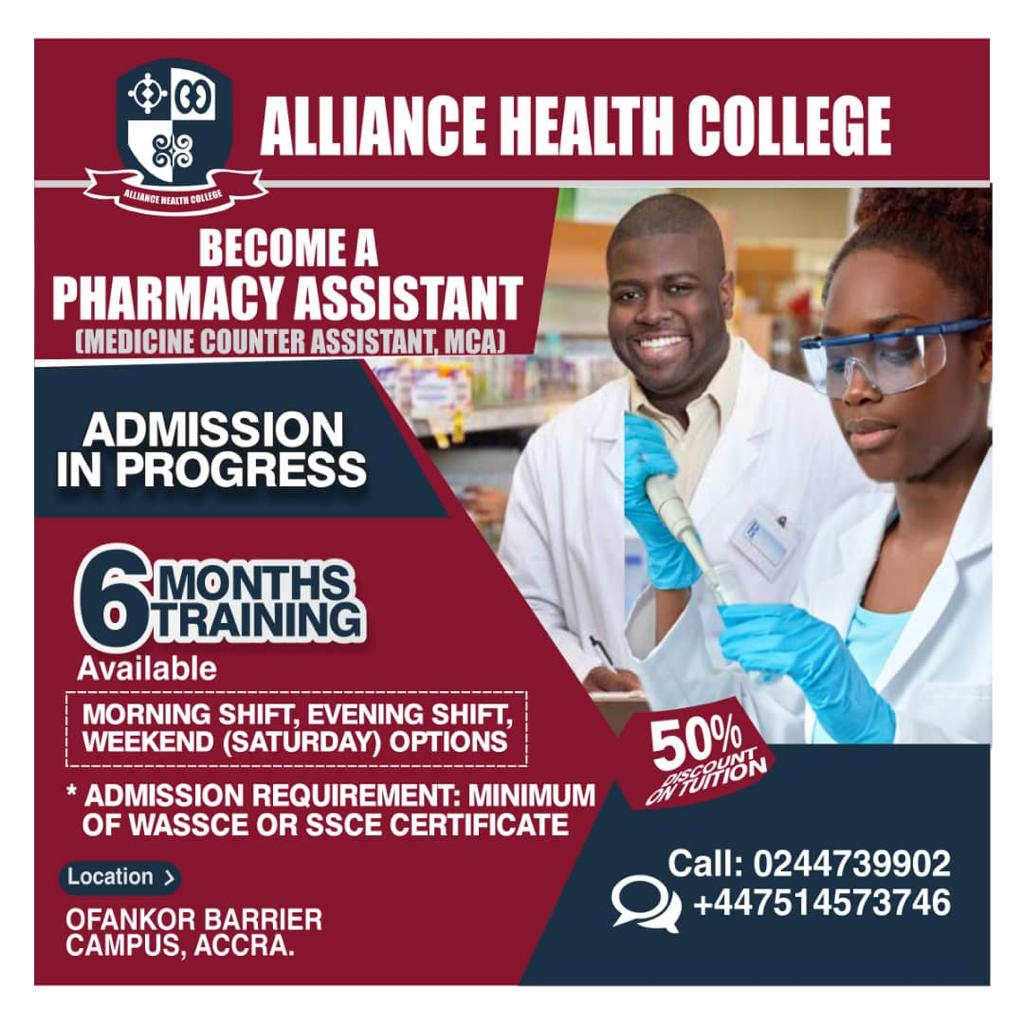 ALLIANCE HEALTH COLLEGE
ALLIANCE HEALTH COLLEGE
BECOME A
PHARMACY ASSISTANT
(MEDICINE COUNTER ASSISTANT, MCA)
ADMISSION
IN PROGRESS
6 MONTHS
TRAINING
Available
MORNING SHIFT, EVENING SHIFT,
WEEKEND (SATURDAY) OPTIONS
50%
DISCOUNT
ON TUITION
* ADMISSION REQUIREMENT: MINIMUM
OF WASSCE OR SSCE CERTIFICATE
Location >
OFANKOR BARRIER
CAMPUS, ACCRA.
Call: 0244739902
+447514573746